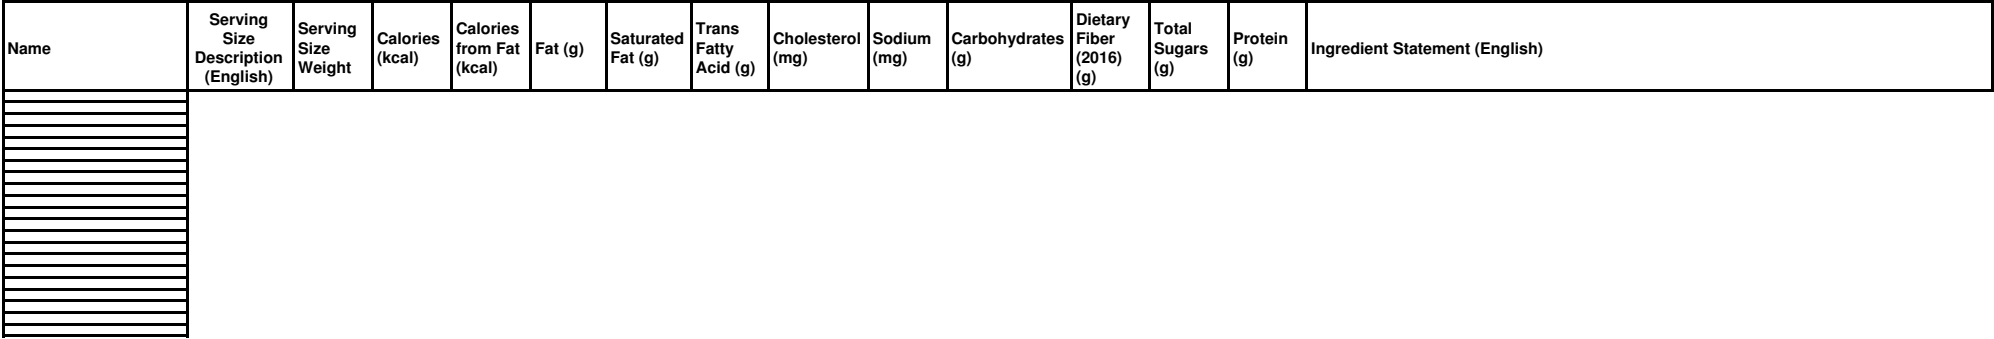 Name
Serving
Size
Description
(English)
Serving
Size
Weight
Calories
(kcal)
Calories
from Fat
(kcal)
Fat (g)
Saturated
Fat (g)
Trans
Fatty
Acid (g)
Cholesterol
(mg)
Sodium
(mg)
Carbohydrates
(g)
Dietary
Fiber
(2016)
(g)
Total
Sugars
(g)
Protein
(g)
Ingredient Statement (English)